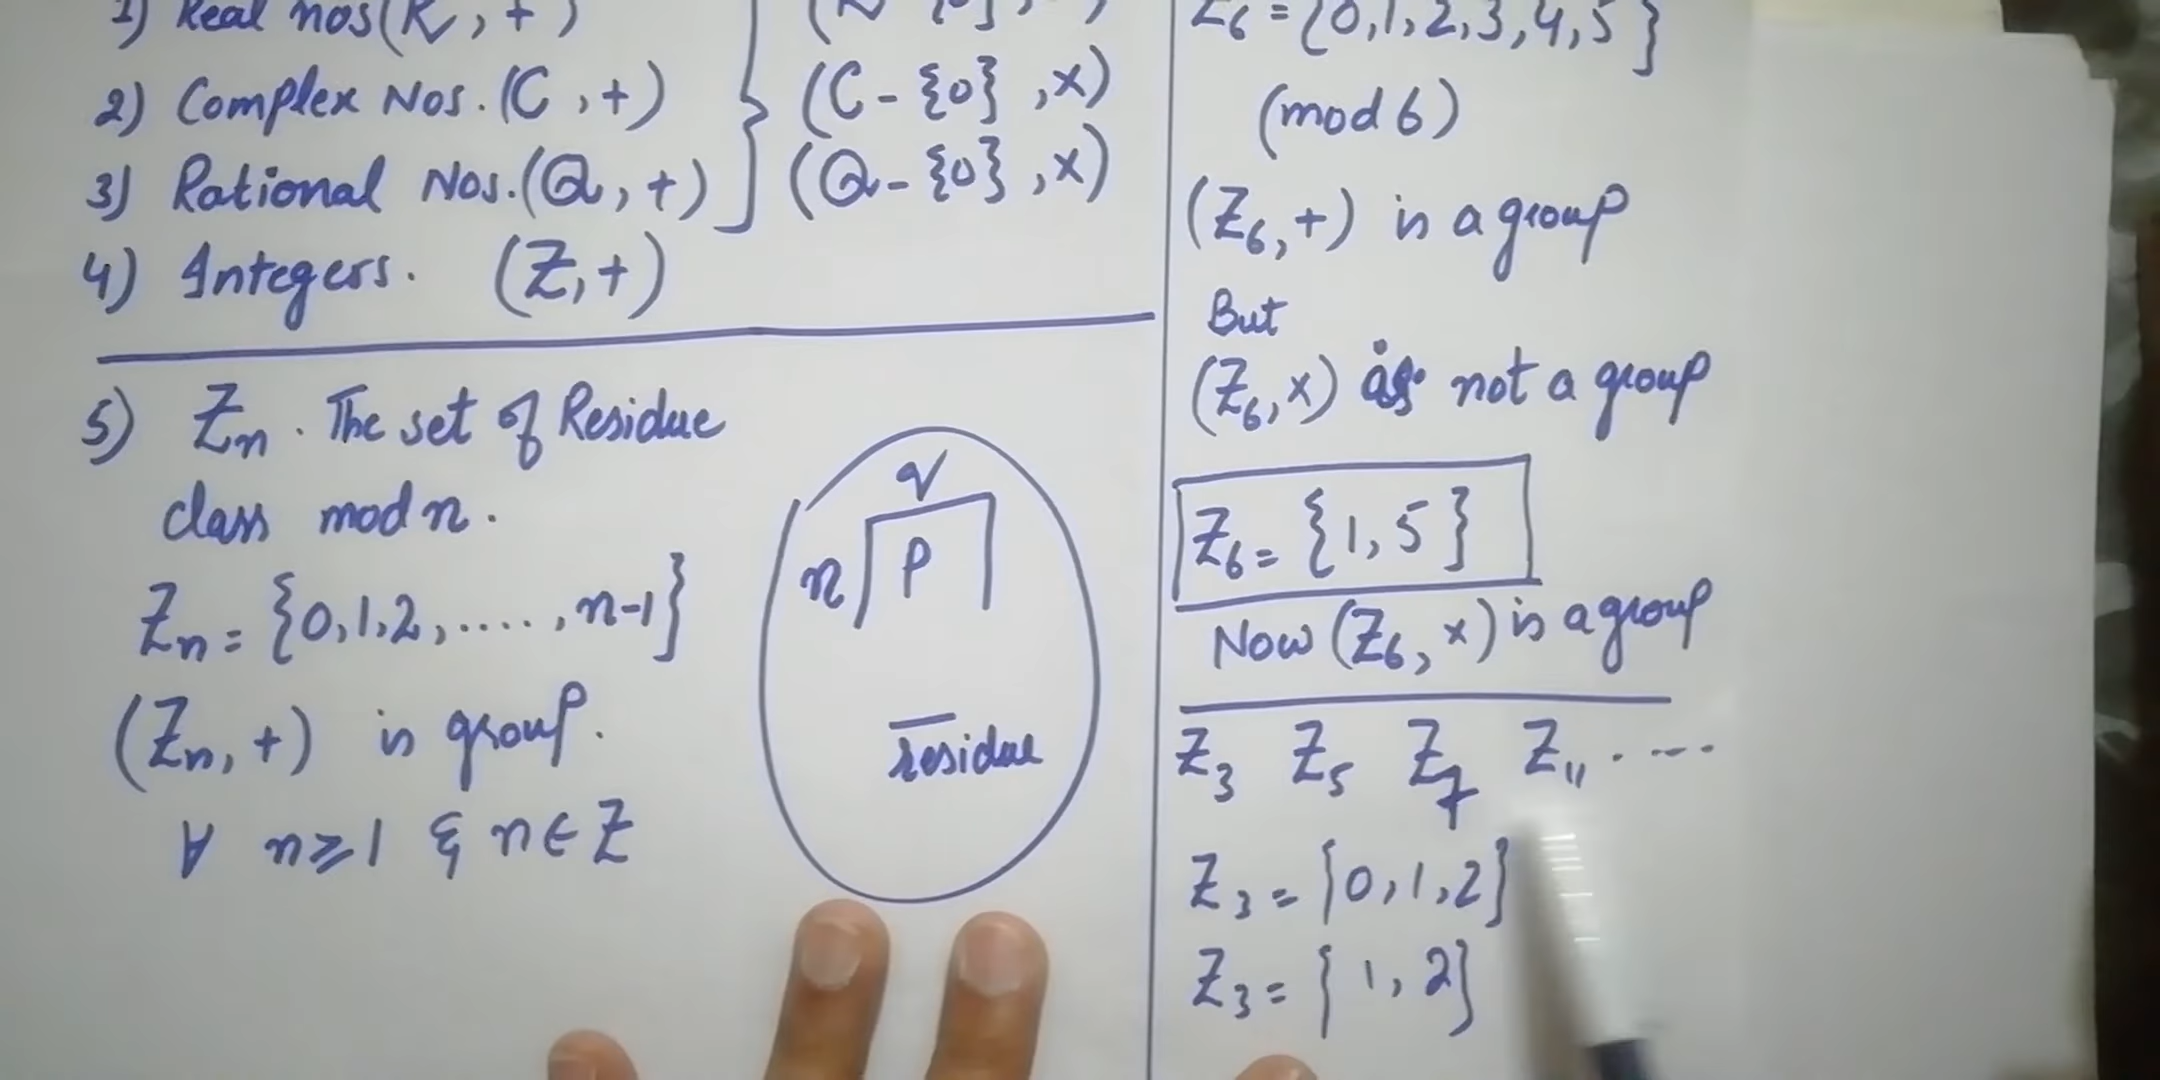 1) Real nos (R, +)
2) Complex Nos. (C, +)
3) Rational Nos. (Q, +)
4) Integers. (Z, +)
(C - {0}, x)
(Q - {0}, x)
5) Zn. The set of Residue
class mod n.
Zn = {0, 1, 2, ...., n-1}
(Zn, +) is group.
∀ n ≥ 1 & n ∈ Z
q
n P
residue
Z6 = {0, 1, 2, 3, 4, 5}
(mod 6)
(Z6, +) is a group
But
(Z6, x) is not a group
Z6 = {1, 5}
Now (Z6, x) is a group
Z3 Z5 Z7 Z11 . ---
Z3 = {0, 1, 2}
Z3 = {1, 2}